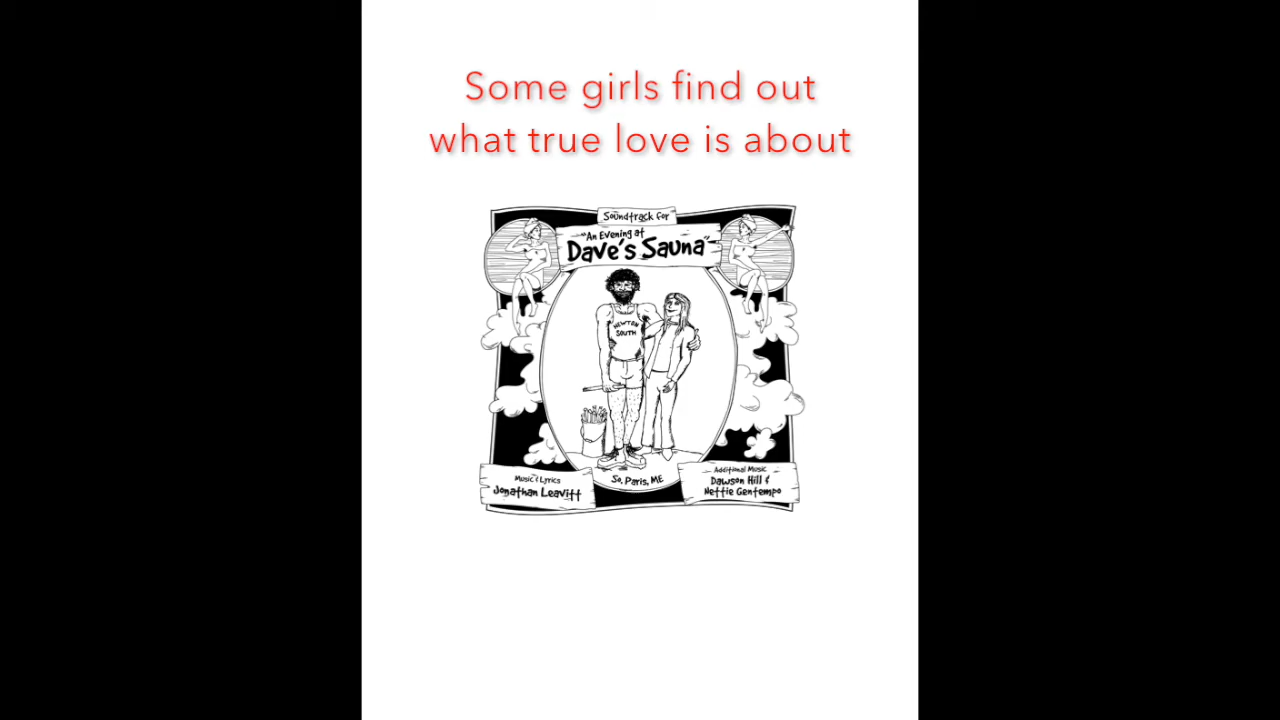 Some girls find out
what true love is about
Soundtrack for
"An Evening at
Dave's Sauna"
NEWTON
SOUTH
So. Paris, ME
Music & Lyrics
Jonathan Leavitt
Additional Music
Dawson Hill &
Nettie Gentempo